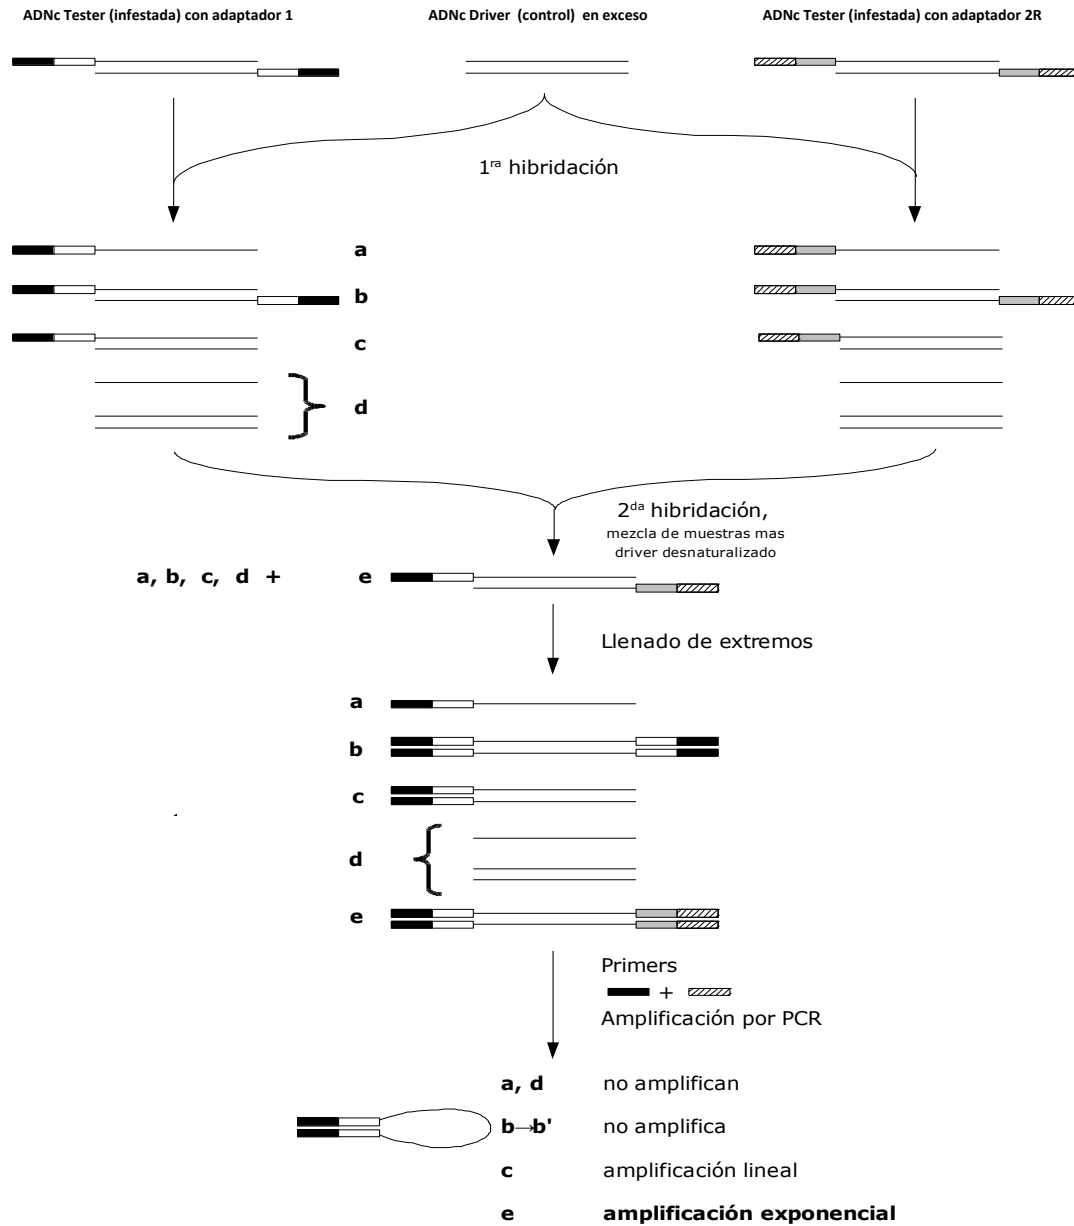 ADNc Tester (infestada) con adaptador 1
ADNc Driver (control) en exceso
ADNc Tester (infestada) con adaptador 2R
1ra hibridación
a
b
c
d
2da hibridación,
mezcla de muestras mas
driver desnaturalizado
a, b, c, d +
e
Llenado de extremos
a
b
c
d
e
Primers
+
Amplificación por PCR
a, d no amplifican
b→b' no amplifica
c amplificación lineal
e amplificación exponencial